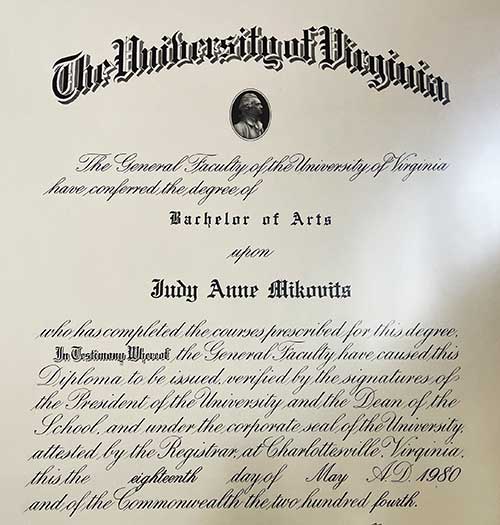 The University of Virginia
The General Faculty of the University of Virginia
have conferred the degree of
Bachelor of Arts
upon
Judy Anne Mikovits
who has completed the courses prescribed for this degree.
In Testimony Whereof the General Faculty have caused this
Diploma to be issued, verified by the signatures of
the President of the University and the Dean of the
School, and under the corporate seal of the University,
attested by the Registrar, at Charlottesville, Virginia,
this the eighteenth day of May A.D. 1980
and of the Commonwealth the two hundred fourth.